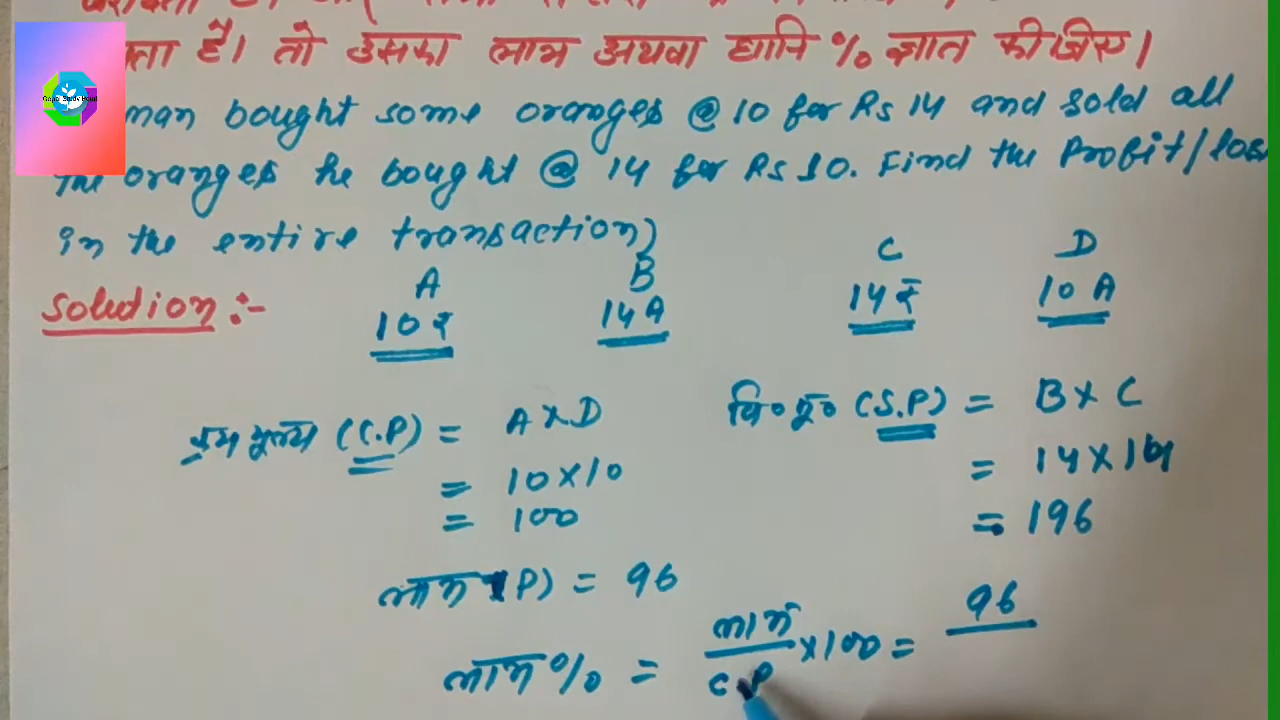 है। तो उसका लाभ अथवा हानि % ज्ञात कीजिए।
man bought some oranges @ 10 for Rs 14 and sold all
the oranges he bought @ 14 for Rs 10. Find the Profit/loss
in the entire transaction)
Solution :-
A B C D
10₹ 14A 14₹ 10A
क्रय मूल्य (C.P) = A×D
= 10×10
= 100
वि० मू० (S.P) = B×C
= 14×14
= 196
लाभ (P) = 96
लाभ% = लाभ/C.P ×100 = 96